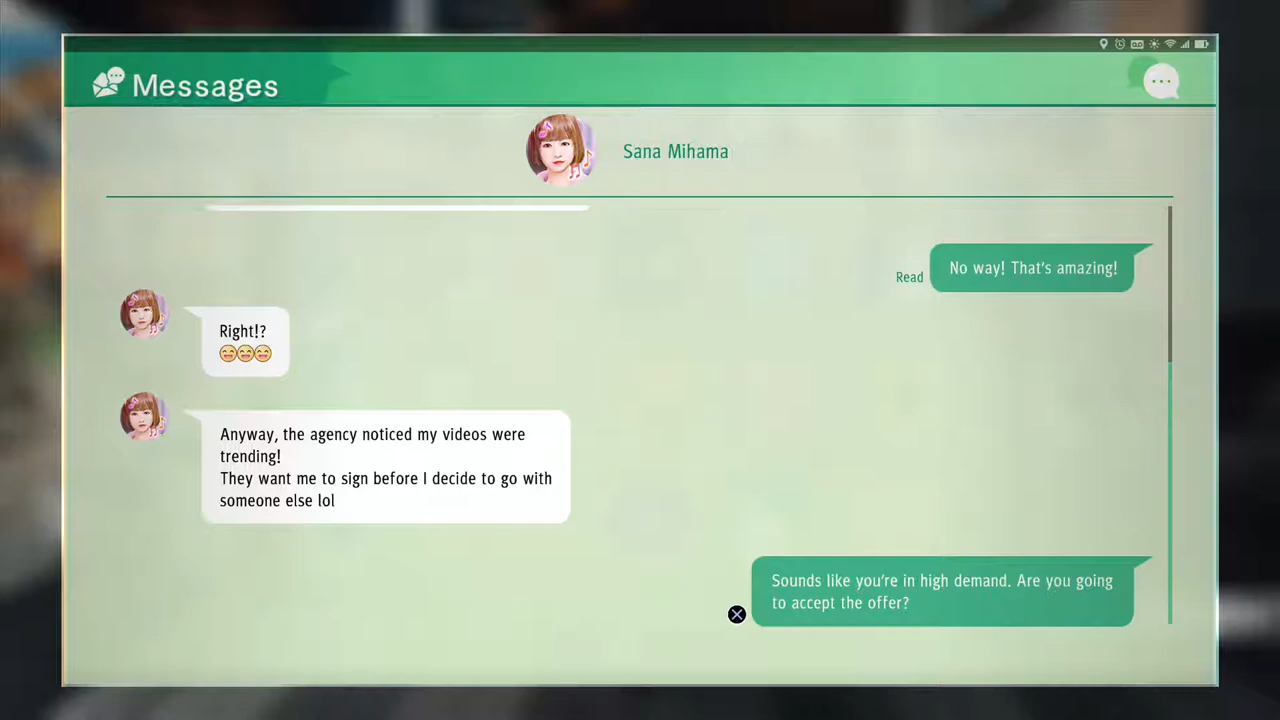 Messages
Sana Mihama
No way! That's amazing!
Read
Right!?
Anyway, the agency noticed my videos were
trending!
They want me to sign before I decide to go with
someone else lol
Sounds like you're in high demand. Are you going
to accept the offer?